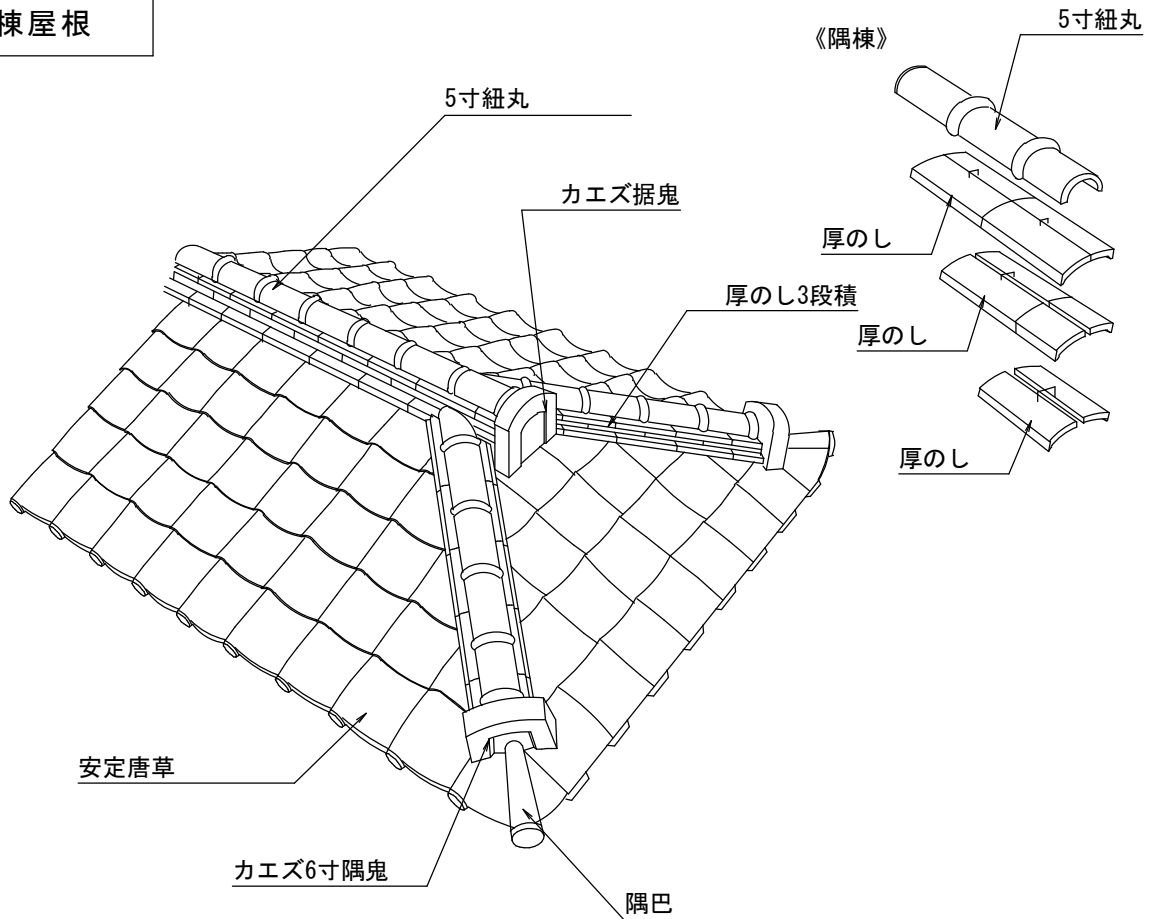 棟屋根
《隅棟》
5寸紐丸
5寸紐丸
カエズ据鬼
厚のし
厚のし3段積
厚のし
厚のし
安定唐草
カエズ6寸隅鬼
隅巴